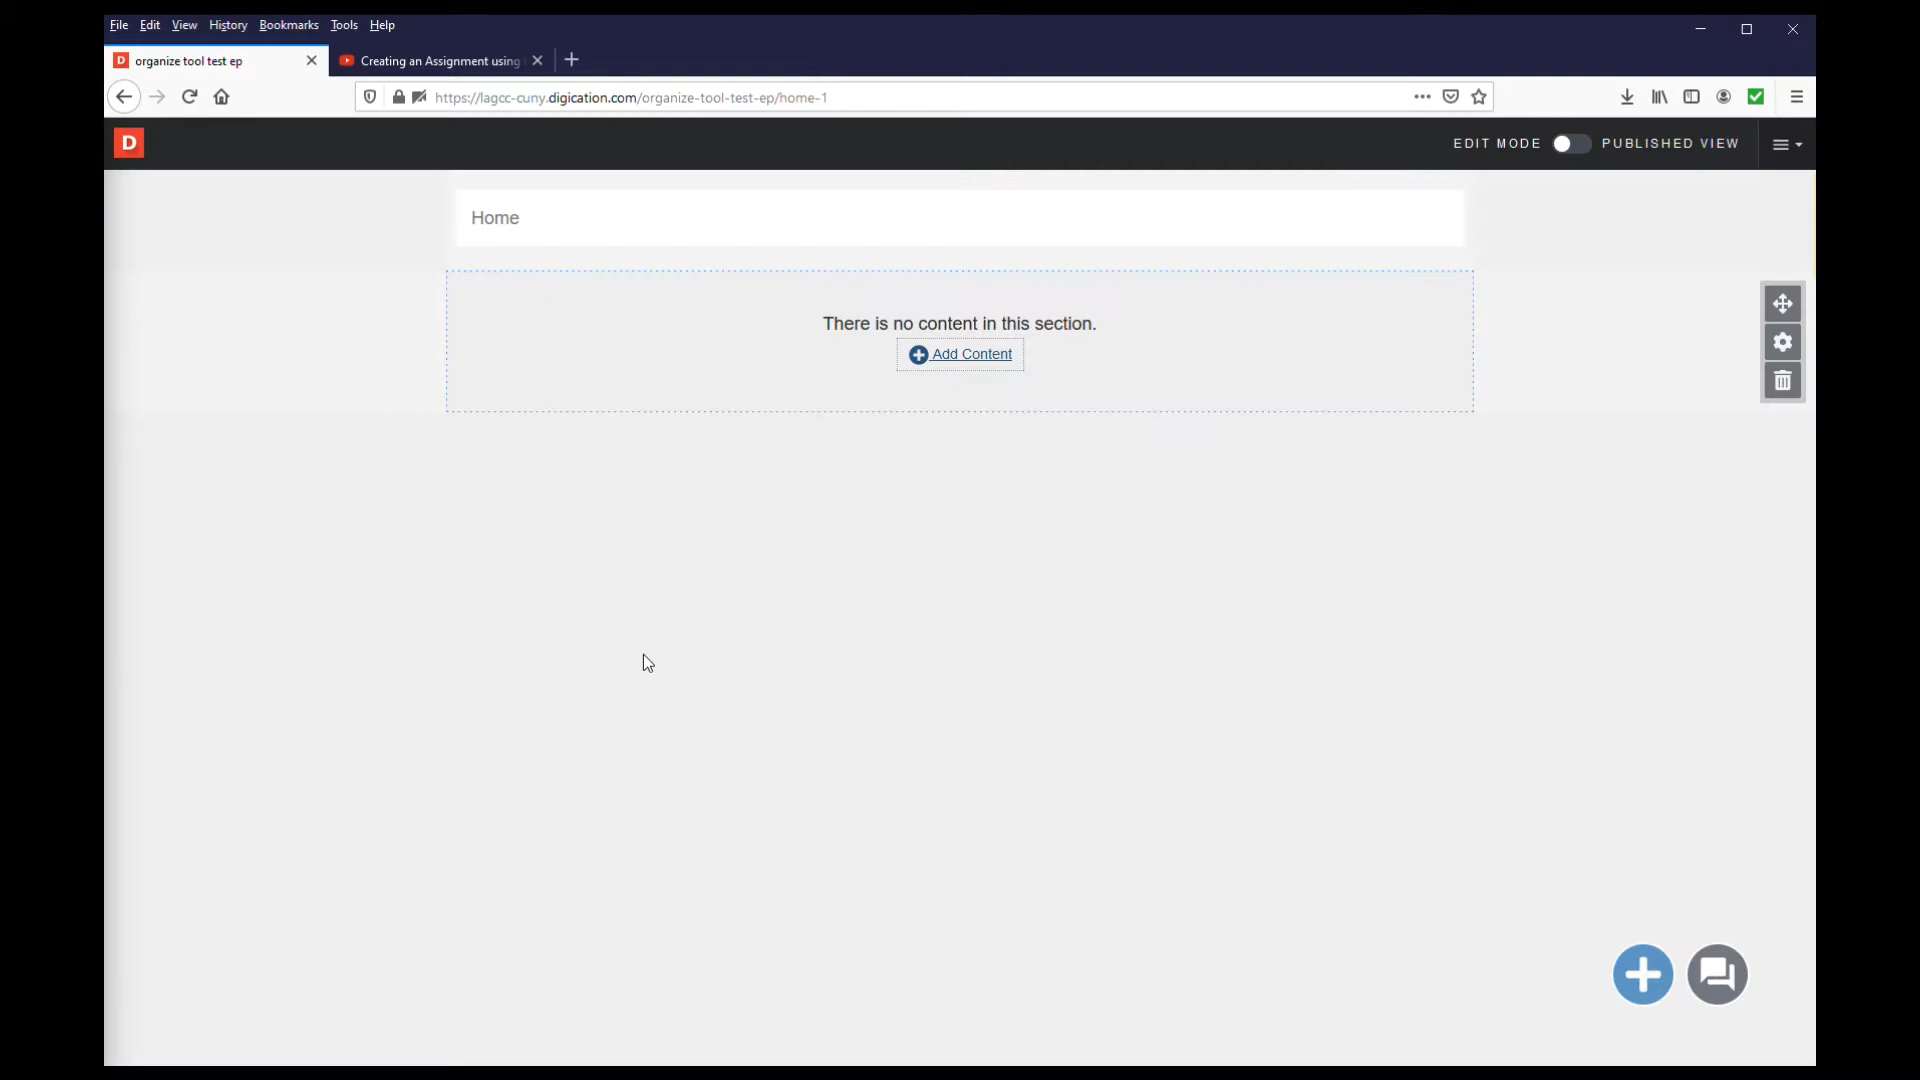 File Edit View History Bookmarks Tools Help
D organize tool test ep
Creating an Assignment using
https://lagcc-cuny.digication.com/organize-tool-test-ep/home-1
D
EDIT MODE PUBLISHED VIEW
Home
There is no content in this section.
Add Content